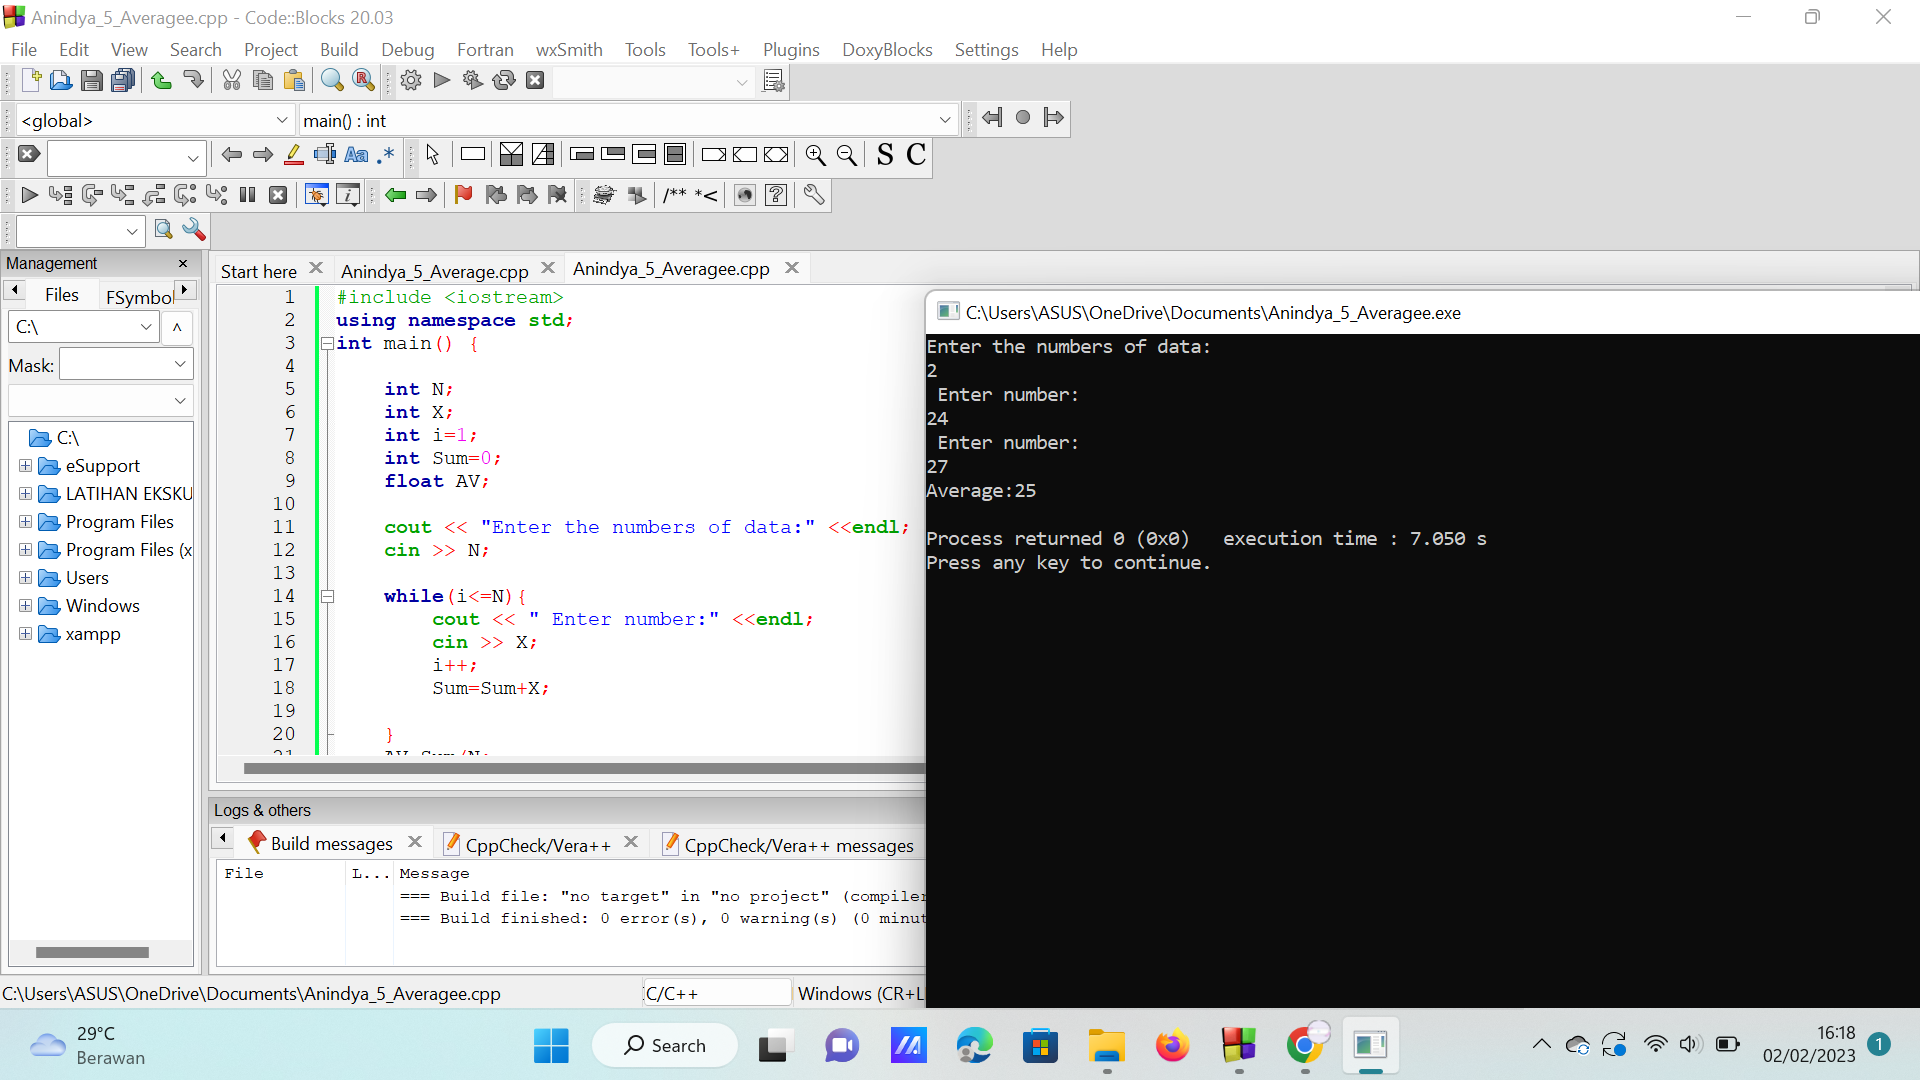 Anindya_5_Averagee.cpp - Code::Blocks 20.03
File Edit View Search Project Build Debug Fortran wxSmith Tools Tools+ Plugins DoxyBlocks Settings Help
<global> main() : int
S C
/** *<
Management
Start here Anindya_5_Average.cpp Anindya_5_Averagee.cpp
Files FSymbol
C:\
Mask:
C:\
eSupport
LATIHAN EKSKU
Program Files
Program Files (x
Users
Windows
xampp
1 #include <iostream>
2 using namespace std;
3 int main() {
4
5 int N;
6 int X;
7 int i=1;
8 int Sum=0;
9 float AV;
10
11 cout << "Enter the numbers of data:" <<endl;
12 cin >> N;
13
14 while(i<=N){
15 cout << " Enter number:" <<endl;
16 cin >> X;
17 i++;
18 Sum=Sum+X;
19
20 }
21 AV=Sum/N;
C:\Users\ASUS\OneDrive\Documents\Anindya_5_Averagee.exe
Enter the numbers of data:
2
 Enter number:
24
 Enter number:
27
Average:25
Process returned 0 (0x0) execution time : 7.050 s
Press any key to continue.
Logs & others
Build messages CppCheck/Vera++ CppCheck/Vera++ messages
File L... Message
=== Build file: "no target" in "no project" (compiler
=== Build finished: 0 error(s), 0 warning(s) (0 minut
C:\Users\ASUS\OneDrive\Documents\Anindya_5_Averagee.cpp C/C++ Windows (CR+L
29°C
Berawan
Search
16:18
02/02/2023
1